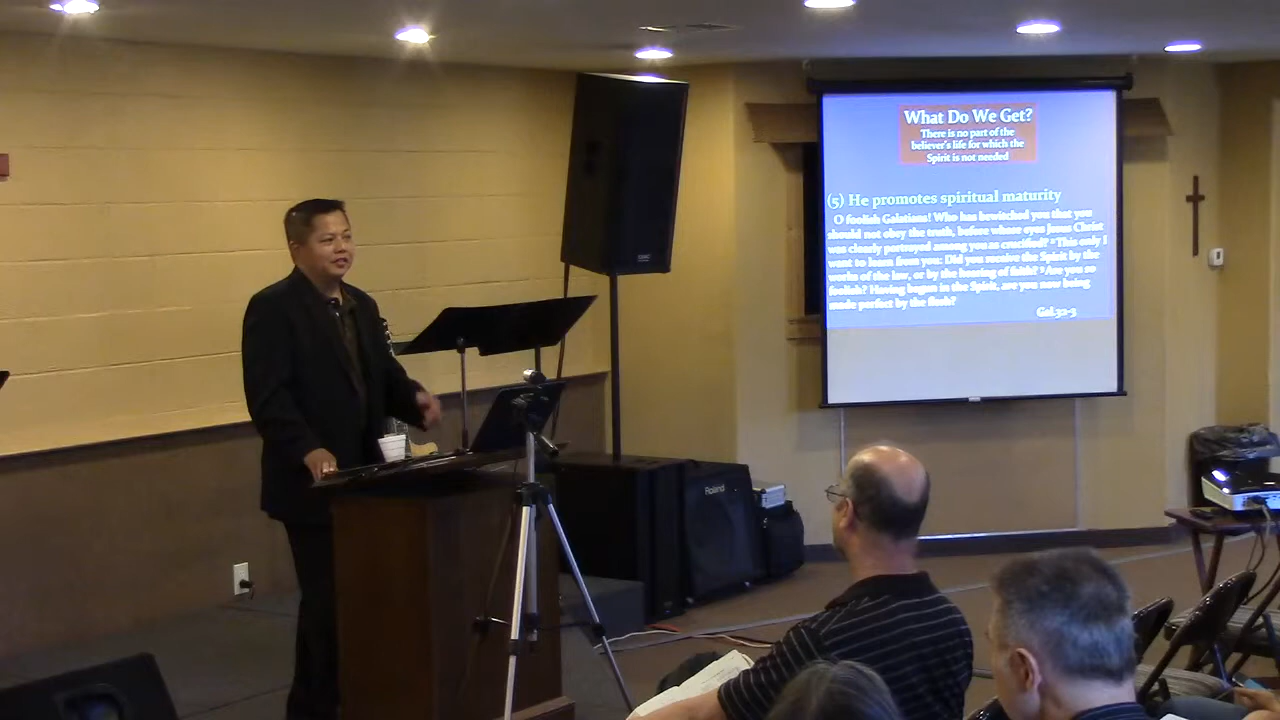 What Do We Get?
There is no part of the
believer's life for which the
Spirit is not needed
(5) He promotes spiritual maturity
O foolish Galatians! Who has bewitched you that you
should not obey the truth, before whose eyes Jesus Christ
was clearly portrayed among you as crucified? ² This only I
want to learn from you: Did you receive the Spirit by the
works of the law, or by the hearing of faith? ³ Are you so
foolish? Having begun in the Spirit, are you now being
made perfect by the flesh?
Gal.3:1-3
Roland